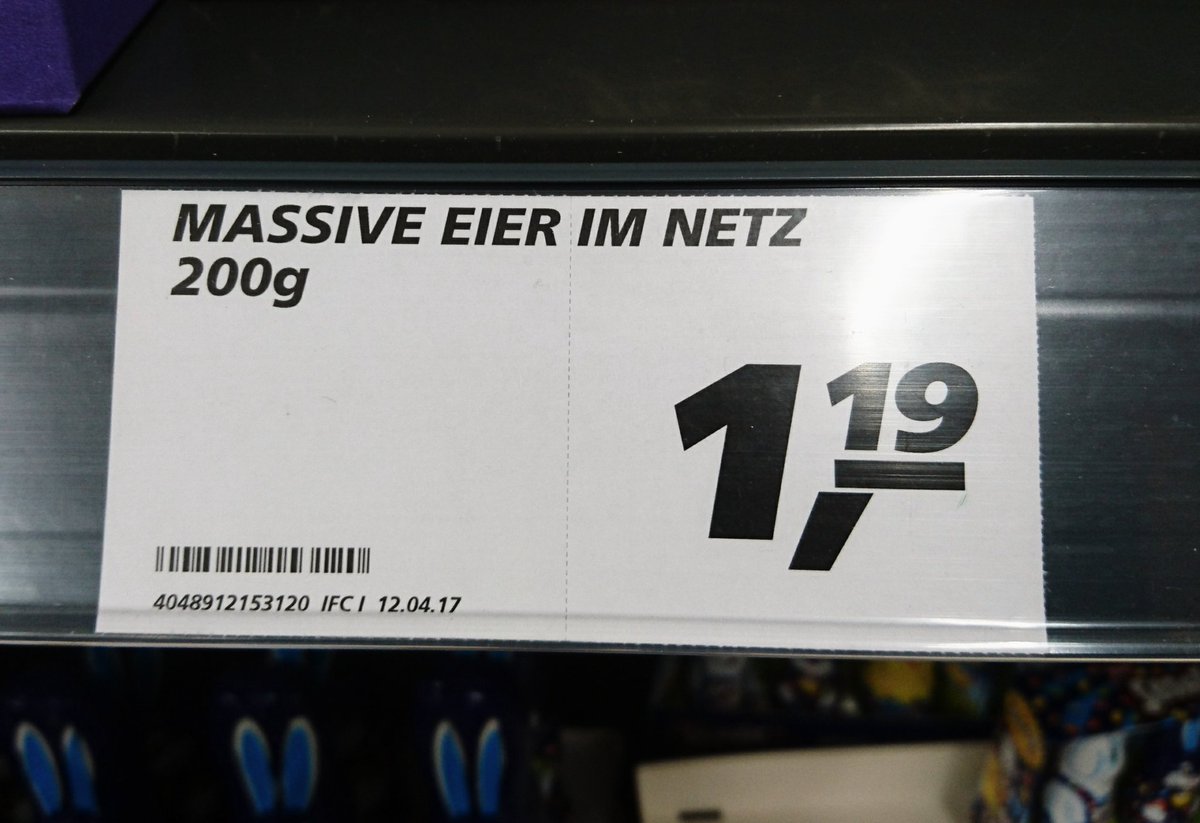 MASSIVE EIER IM NETZ
200g
1,19
4048912153120 IFC I 12.04.17